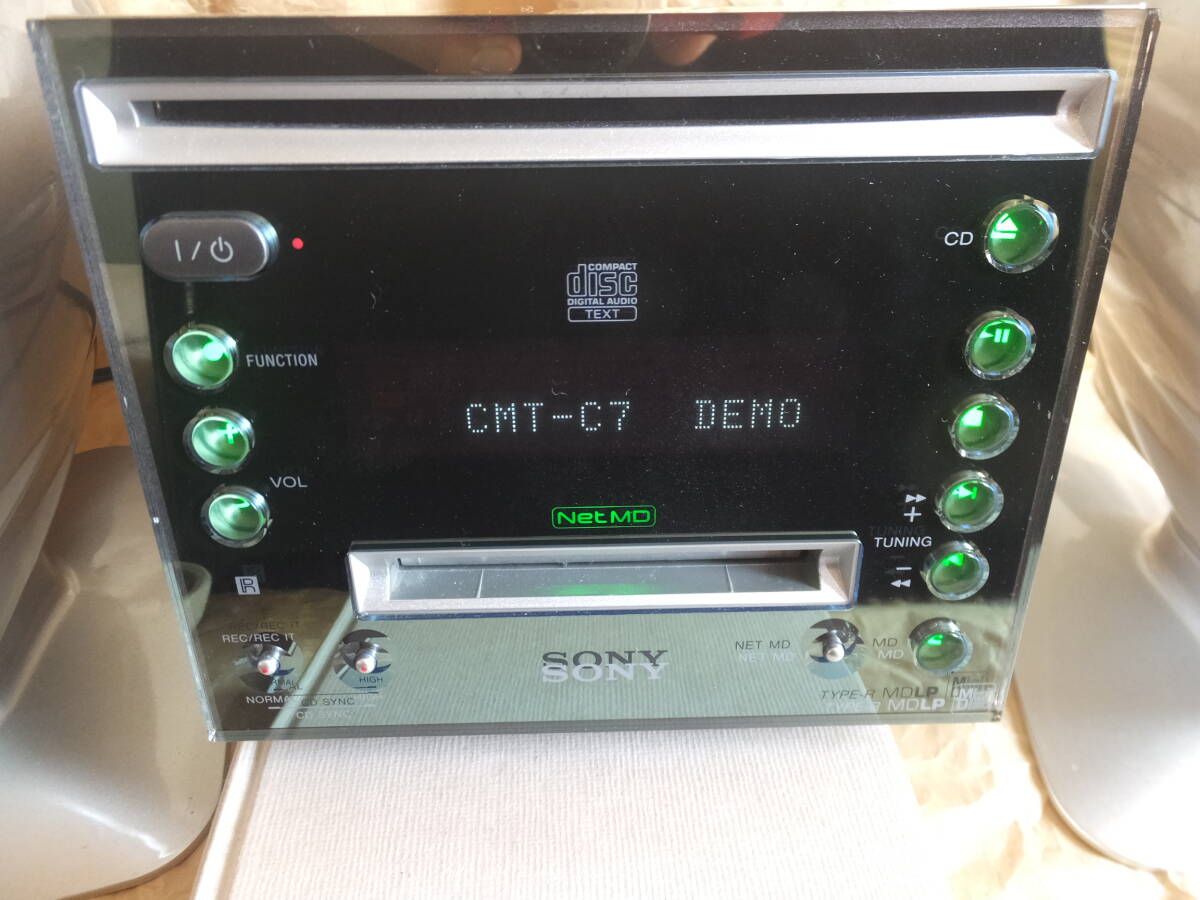 I/⏻
CD
COMPACT
disc
DIGITAL AUDIO
TEXT
FUNCTION
CMT-C7 DEMO
VOL
+
NetMD
TUNING
−
R
REC/REC IT
NORMAL
HIGH
CD SYNC
SONY
NET MD
MD
TYPE-R MDLP